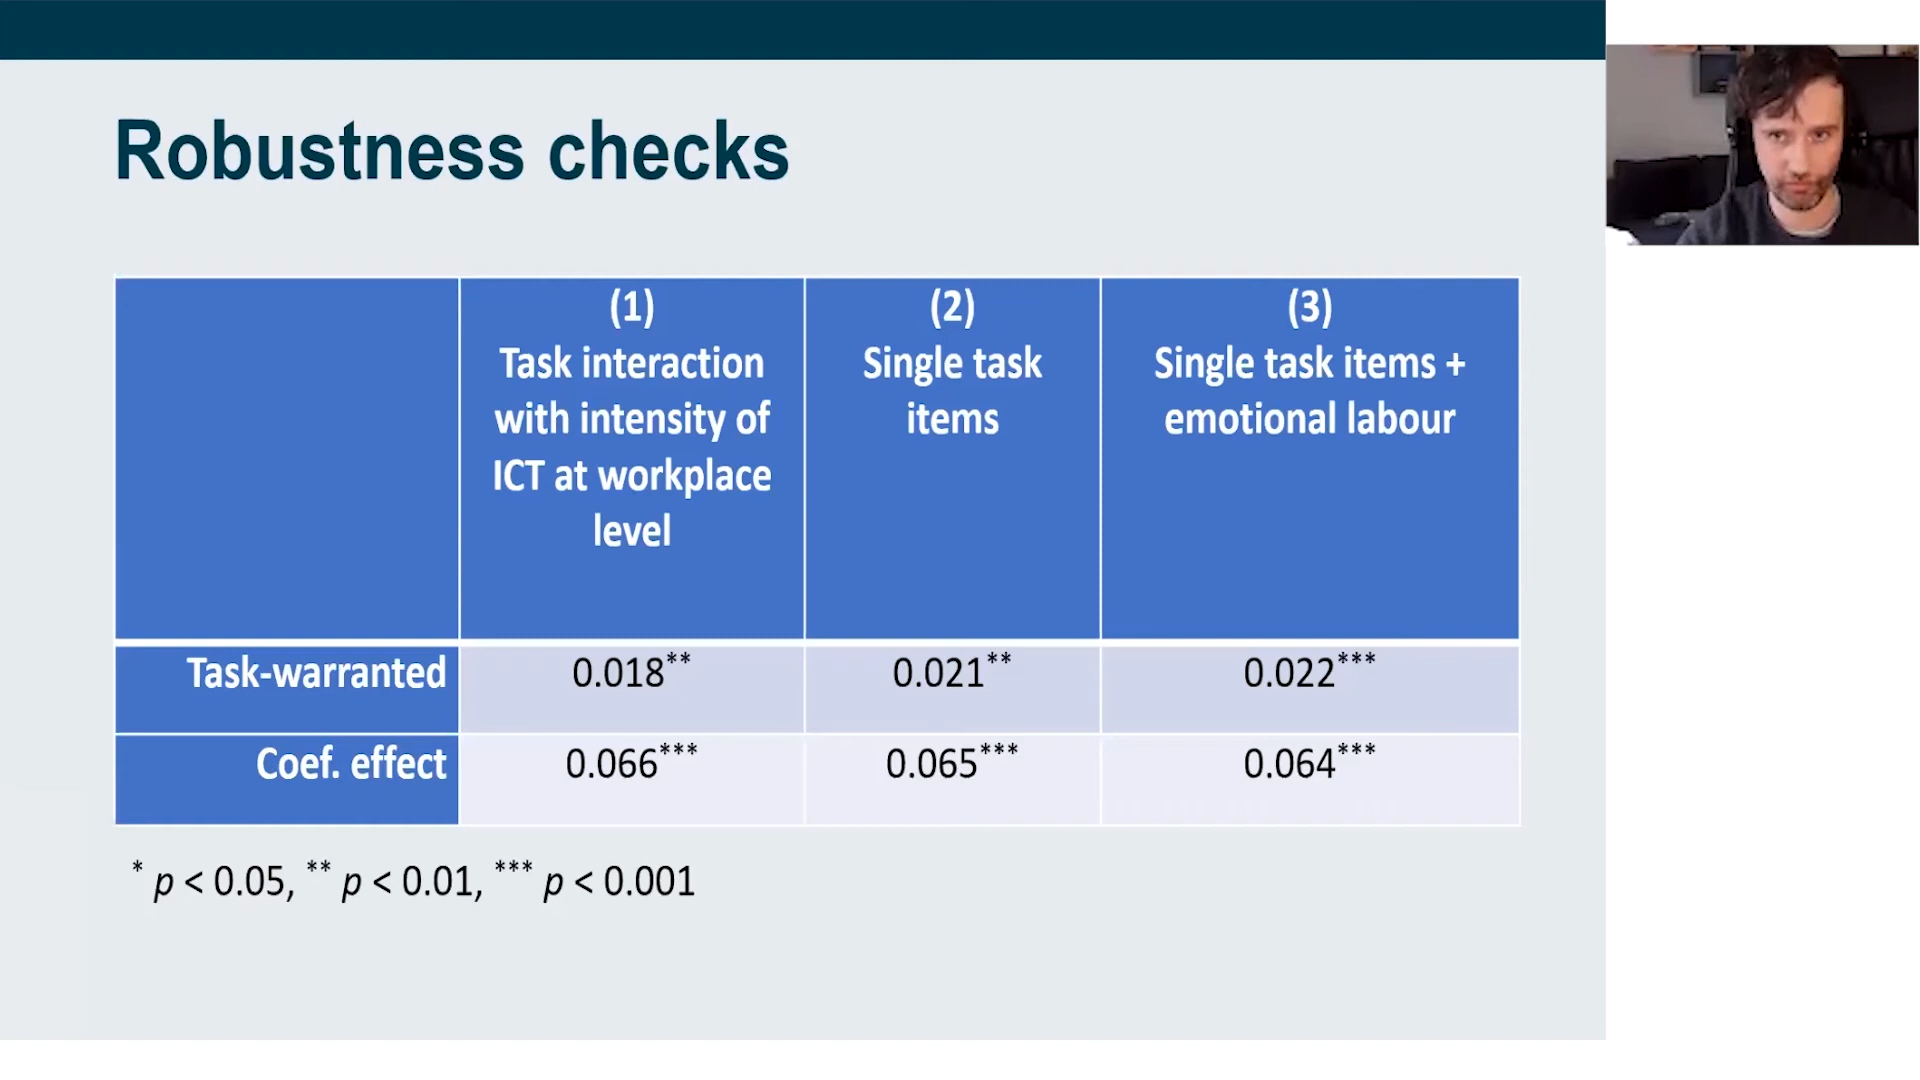 Robustness checks
(1)
Task interaction
with intensity of
ICT at workplace
level
(2)
Single task
items
(3)
Single task items +
emotional labour
Task-warranted 0.018** 0.021** 0.022***
Coef. effect 0.066*** 0.065*** 0.064***
* p < 0.05, ** p < 0.01, *** p < 0.001